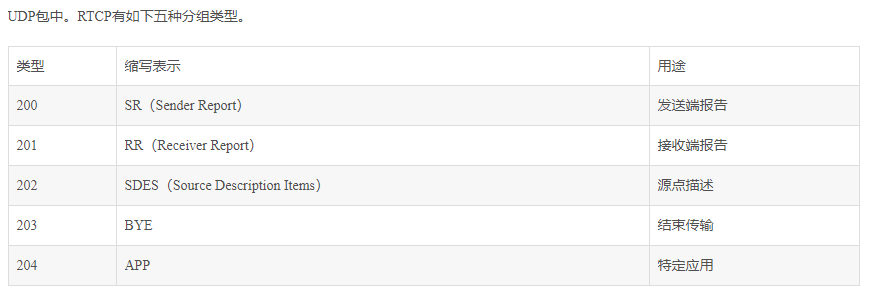 UDP包中。RTCP有如下五种分组类型。
类型 缩写表示 用途
200 SR（Sender Report） 发送端报告
201 RR（Receiver Report） 接收端报告
202 SDES（Source Description Items） 源点描述
203 BYE 结束传输
204 APP 特定应用